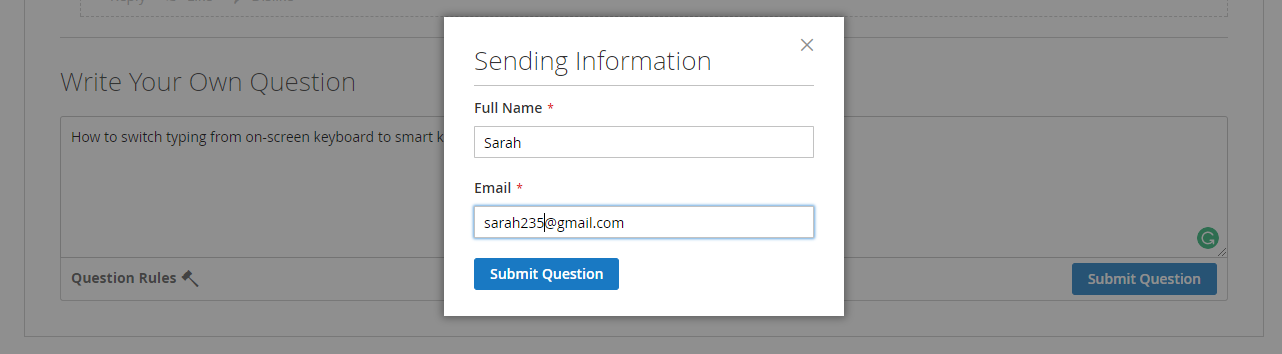 Write Your Own Question
How to switch typing from on-screen keyboard to smart k
Question Rules
Submit Question
Sending Information
Full Name *
Sarah
Email *
sarah235@gmail.com
Submit Question